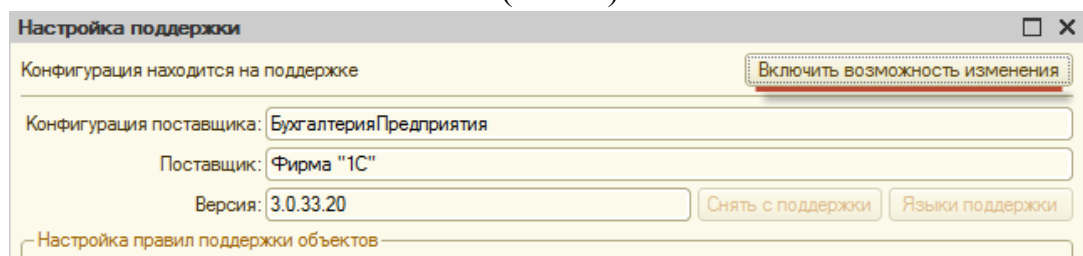 Настройка поддержки
Конфигурация находится на поддержке Включить возможность изменения
Конфигурация поставщика: БухгалтерияПредприятия
Поставщик: Фирма "1С"
Версия: 3.0.33.20 Снять с поддержки Языки поддержки
Настройка правил поддержки объектов